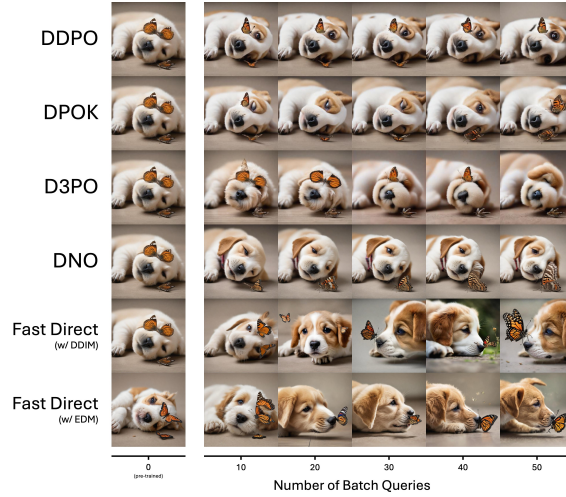 DDPO
DPOK
D3PO
DNO
Fast Direct
(w/ DDIM)
Fast Direct
(w/ EDM)
0 10 20 30 40 50
(pre-trained)
Number of Batch Queries